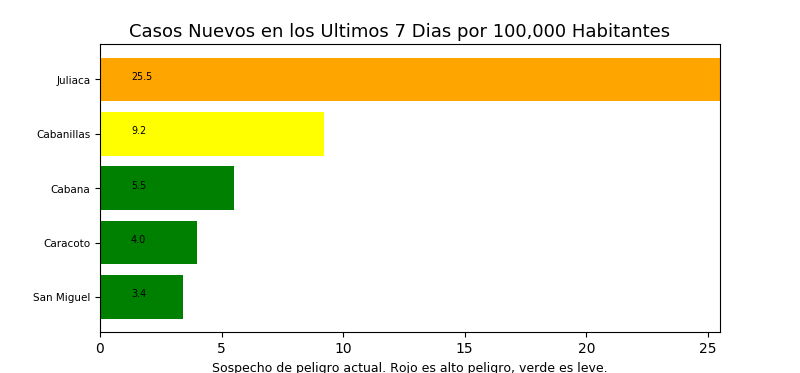 Casos Nuevos en los Ultimos 7 Dias por 100,000 Habitantes
Juliaca 25.5
Cabanillas 9.2
Cabana 5.5
Caracoto 4.0
San Miguel 3.4
0 5 10 15 20 25
Sospecho de peligro actual. Rojo es alto peligro, verde es leve.